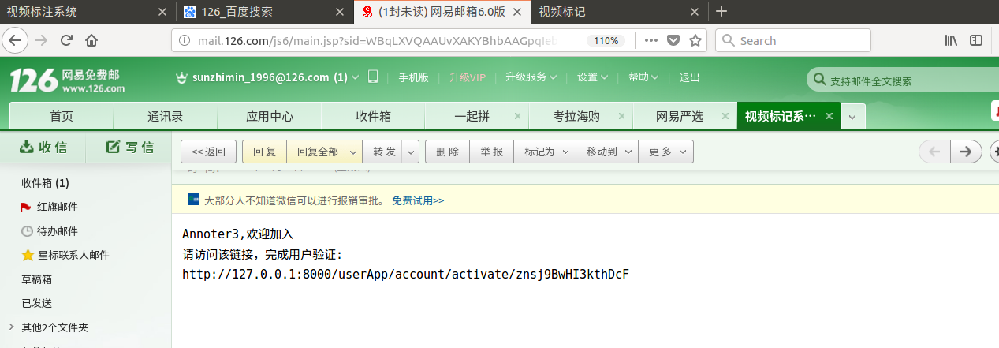 视频标注系统
126_百度搜索
(1封未读) 网易邮箱6.0版
视频标记
mail.126.com/js6/main.jsp?sid=WBqLXVQAAUvXAKYBhbAAGpqIeb
110%
Search
126 网易免费邮
www.126.com
sunzhimin_1996@126.com (1)
手机版
升级VIP
升级服务
设置
帮助
退出
支持邮件全文搜索
首页
通讯录
应用中心
收件箱
一起拼
考拉海购
网易严选
视频标记系…
收 信
写 信
<< 返回
回 复
回复全部
转 发
删 除
举 报
标记为
移动到
更 多
收件箱 (1)
红旗邮件
待办邮件
星标联系人邮件
草稿箱
已发送
其他2个文件夹
大部分人不知道微信可以进行报销审批。 免费试用>>
Annoter3,欢迎加入
请访问该链接，完成用户验证:
http://127.0.0.1:8000/userApp/account/activate/znsj9BwHI3kthDcF